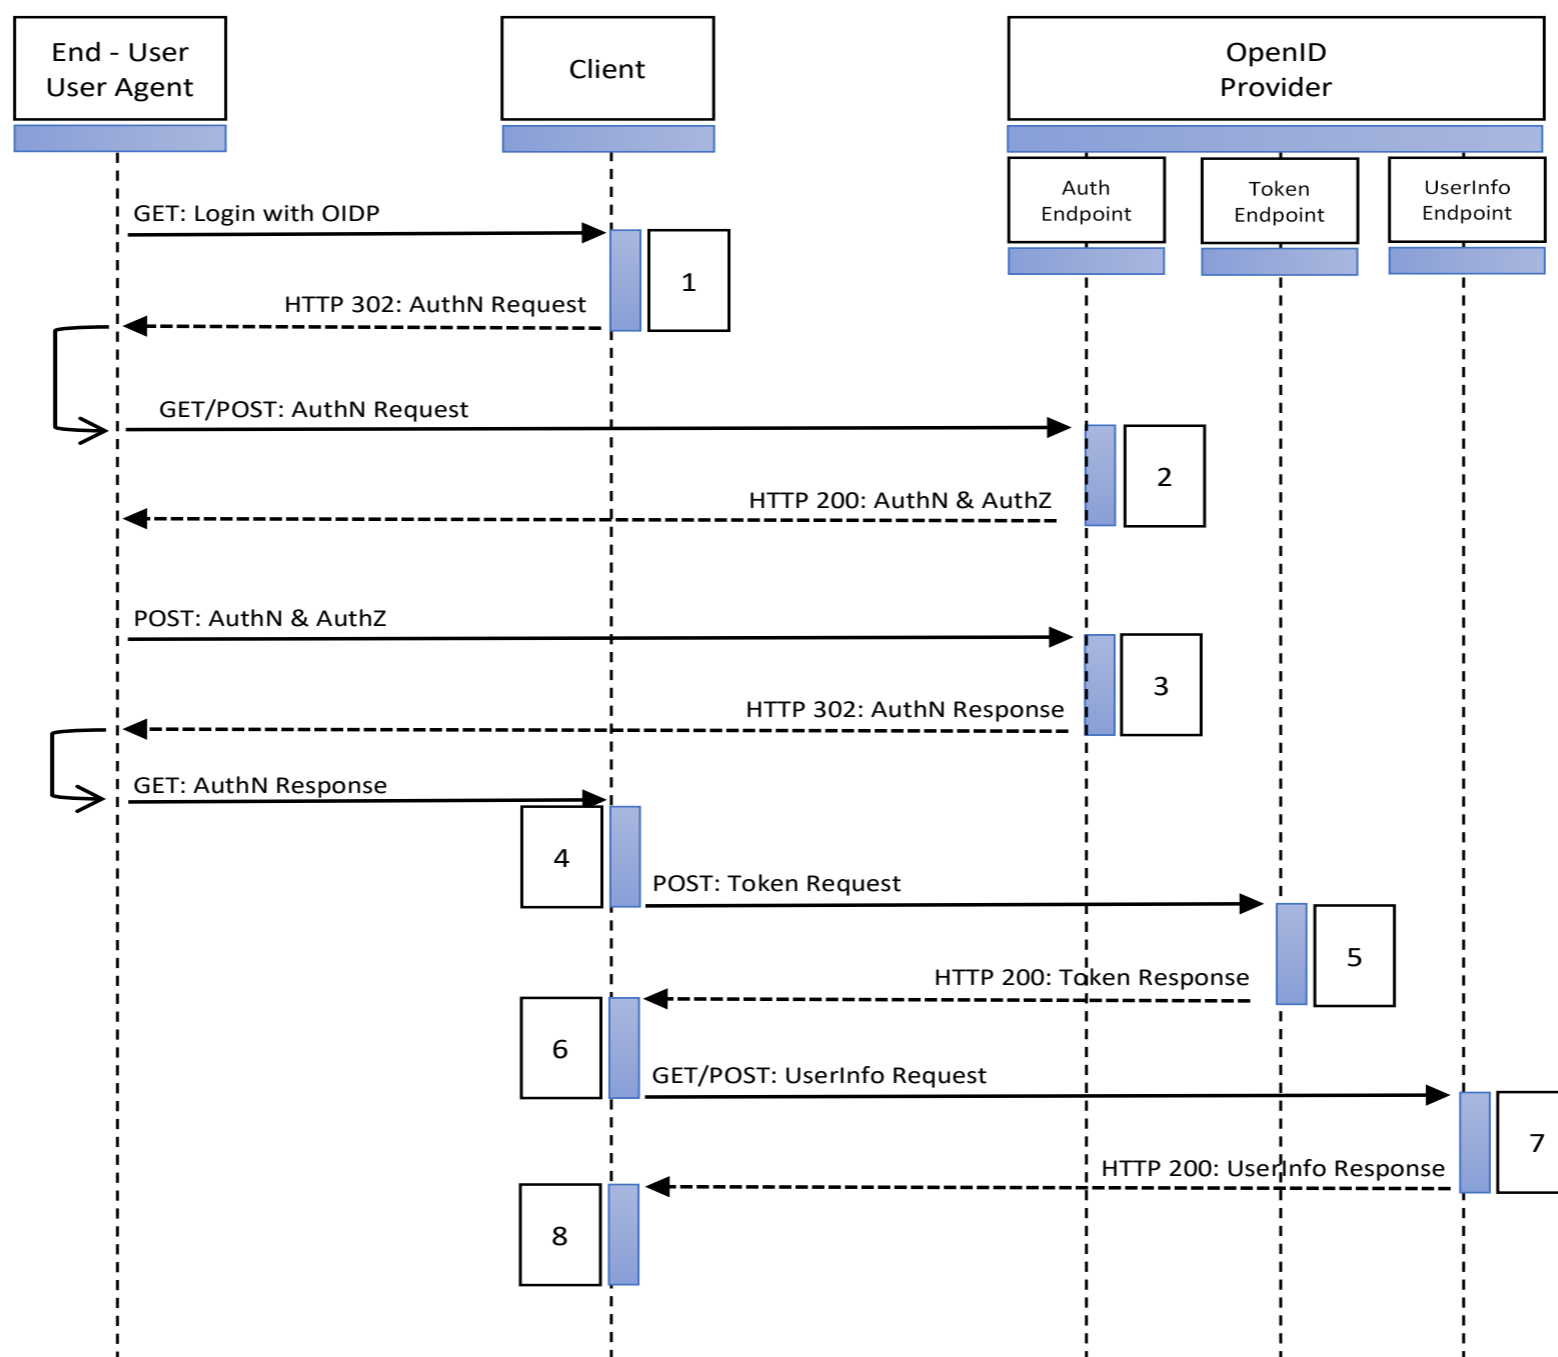 End - User
User Agent
Client
OpenID
Provider
Auth
Endpoint
Token
Endpoint
UserInfo
Endpoint
GET: Login with OIDP
1
HTTP 302: AuthN Request
GET/POST: AuthN Request
2
HTTP 200: AuthN & AuthZ
POST: AuthN & AuthZ
3
HTTP 302: AuthN Response
GET: AuthN Response
4
POST: Token Request
5
HTTP 200: Token Response
6
GET/POST: UserInfo Request
7
HTTP 200: UserInfo Response
8